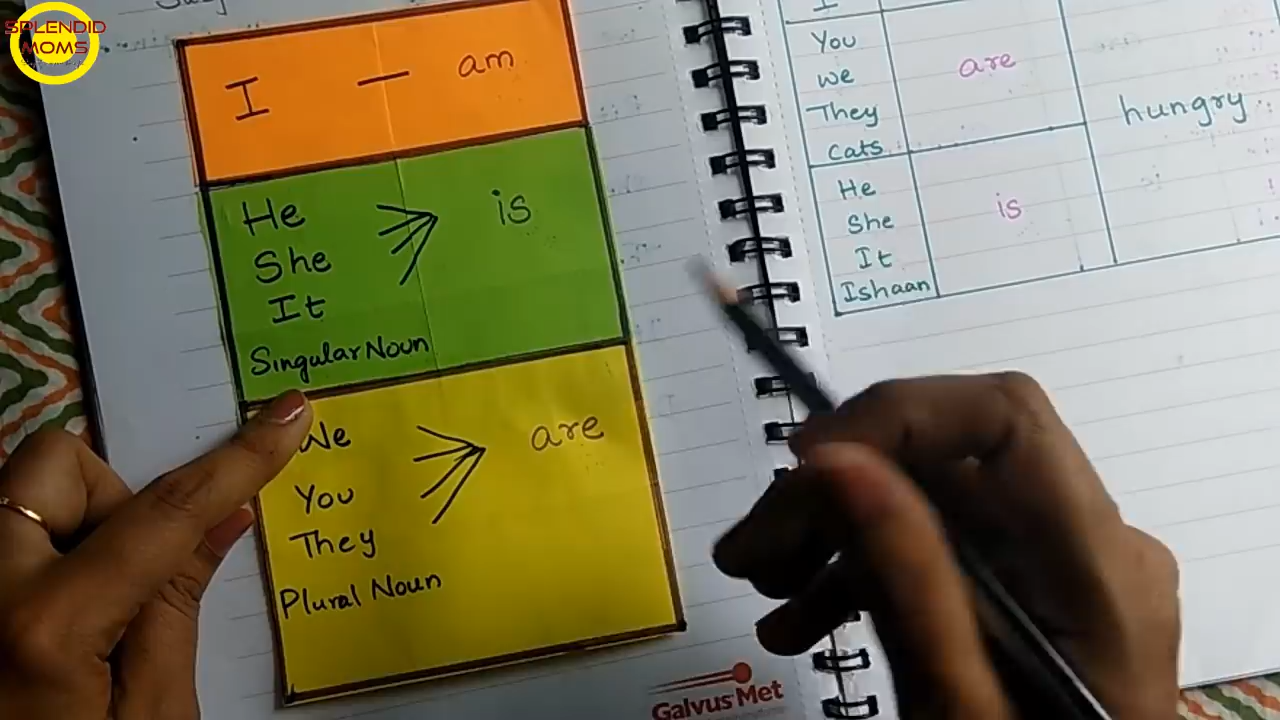 SPLENDID
MOMS
I — am
He
She
It
Singular Noun
is
We
You
They
Plural Noun
are
I
You
we
They
Cats
are
He
She
It
Ishaan
is
hungry
Galvus Met